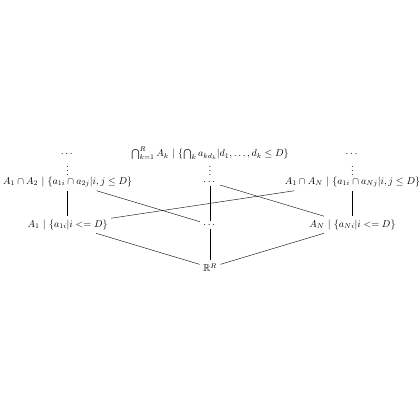 ⋯ ⋂_{k=1}^{R} A_k | {⋂_k a_{kd_k}|d_1, …, d_k ≤ D} ⋯
⋮ ⋮ ⋮
A_1 ∩ A_2 | {a_{1i} ∩ a_{2j}|i, j ≤ D} ⋯ A_1 ∩ A_N | {a_{1i} ∩ a_{Nj}|i, j ≤ D}
A_1 | {a_{1i}|i <= D} ⋯ A_N | {a_{Ni}|i <= D}
ℝ^R